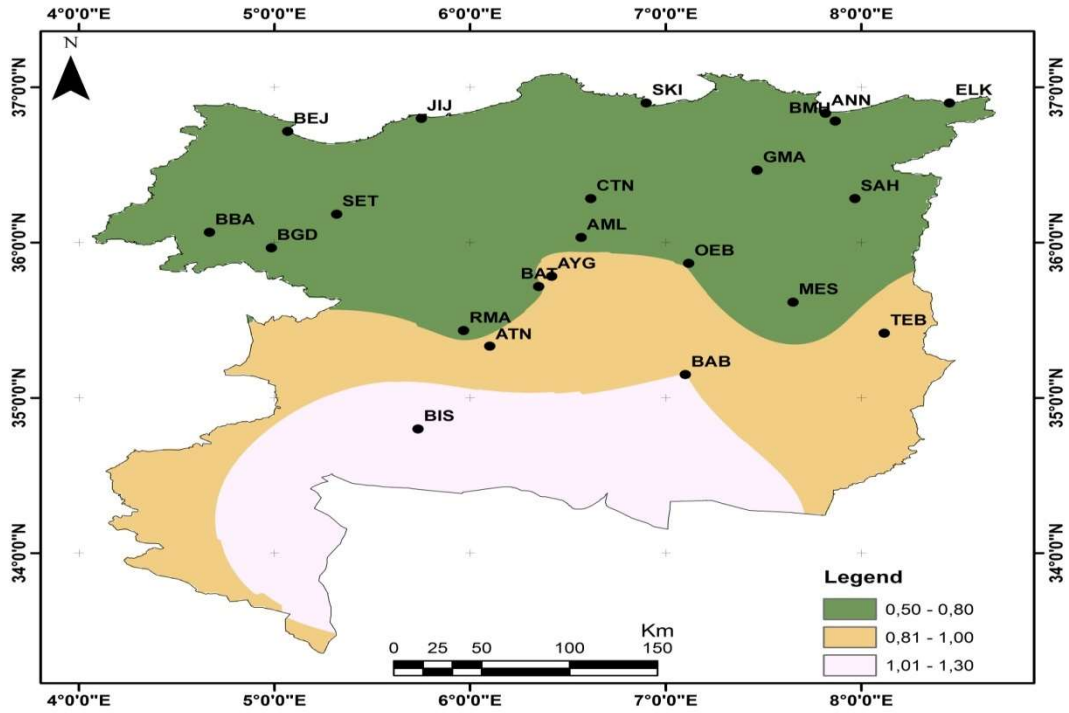 4°0'0"E 5°0'0"E 6°0'0"E 7°0'0"E 8°0'0"E
N
37°0'0"N 37°0'0"N
SKI ELK
JIJ BMH ANN
BEJ
GMA
CTN SAH
SET
BBA AML
BGD
36°0'0"N 36°0'0"N
OEB
AYG
BAT
MES
RMA TEB
ATN
BAB
35°0'0"N 35°0'0"N
BIS
34°0'0"N 34°0'0"N
Legend
0,50 - 0,80
0,81 - 1,00
1,01 - 1,30
Km
0 25 50 100 150
4°0'0"E 5°0'0"E 6°0'0"E 7°0'0"E 8°0'0"E